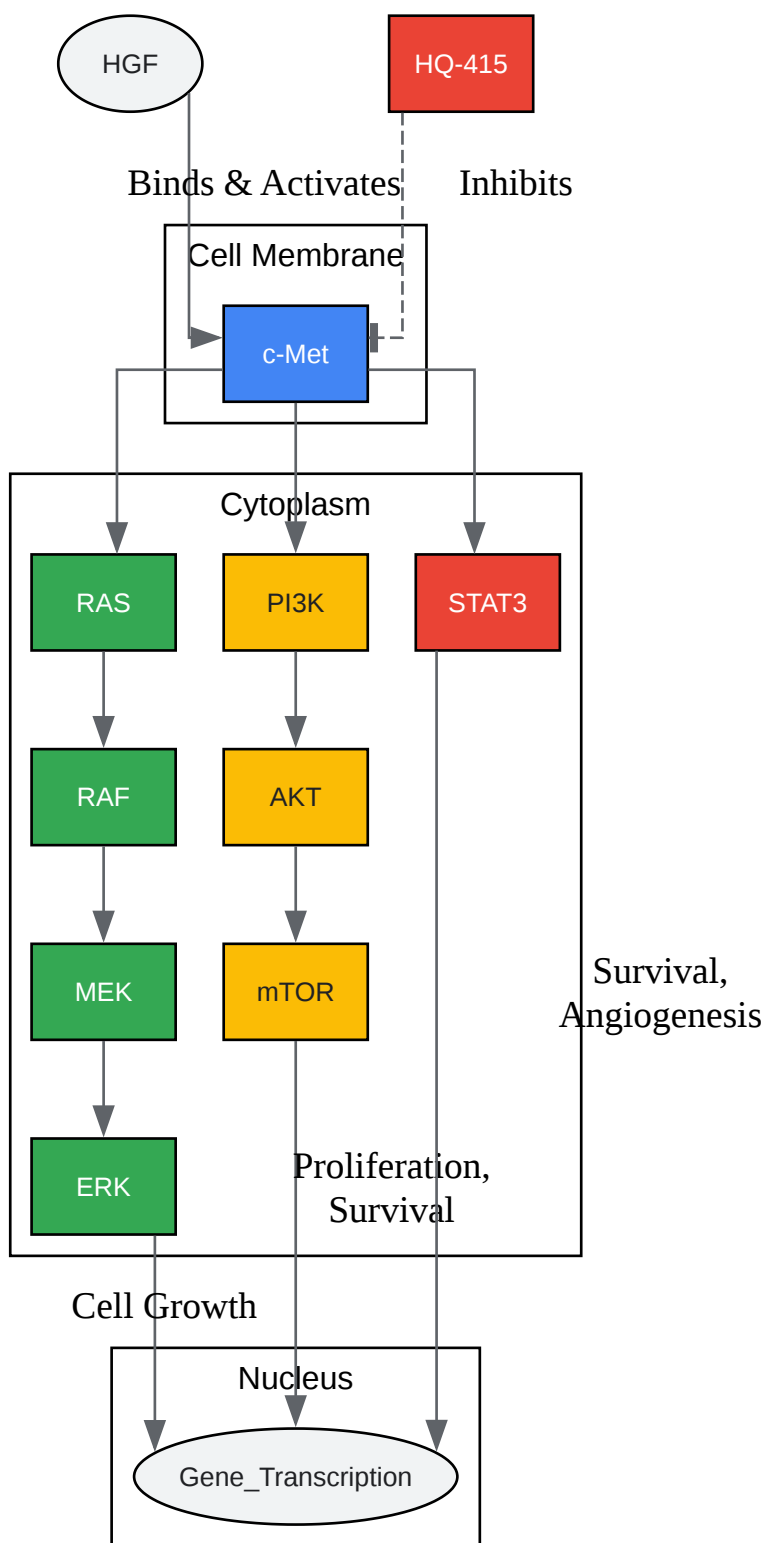 HGF
HQ-415
Binds & Activates
Inhibits
Cell Membrane
c-Met
Cytoplasm
RAS
PI3K
STAT3
RAF
AKT
MEK
mTOR
Survival,
Angiogenesis
ERK
Proliferation,
Survival
Cell Growth
Nucleus
Gene_Transcription